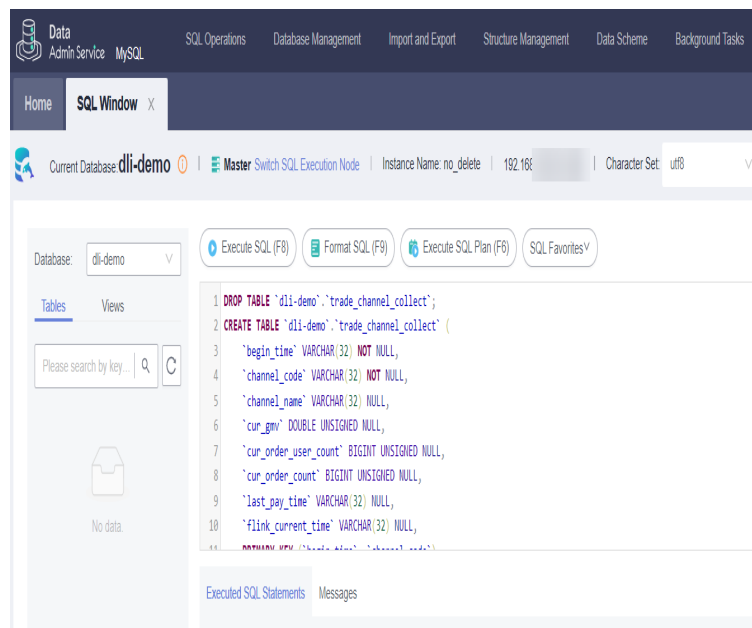 Data
Admin Service MySQL
SQL Operations Database Management Import and Export Structure Management Data Scheme Background Tasks
Home SQL Window X
Current Database:dli-demo Master Switch SQL Execution Node Instance Name: no_delete 192.168 Character Set: utf8
Database: dli-demo
Execute SQL (F8) Format SQL (F9) Execute SQL Plan (F6) SQL Favorites
Tables Views
Please search by key...
No data.
1 DROP TABLE `dli-demo`.`trade_channel_collect`;
2 CREATE TABLE `dli-demo`.`trade_channel_collect` (
3 `begin_time` VARCHAR(32) NOT NULL,
4 `channel_code` VARCHAR(32) NOT NULL,
5 `channel_name` VARCHAR(32) NULL,
6 `cur_gmv` DOUBLE UNSIGNED NULL,
7 `cur_order_user_count` BIGINT UNSIGNED NULL,
8 `cur_order_count` BIGINT UNSIGNED NULL,
9 `last_pay_time` VARCHAR(32) NULL,
10 `flink_current_time` VARCHAR(32) NULL,
11 PRIMARY KEY (`begin_time`, `channel_code`)
Executed SQL Statements Messages